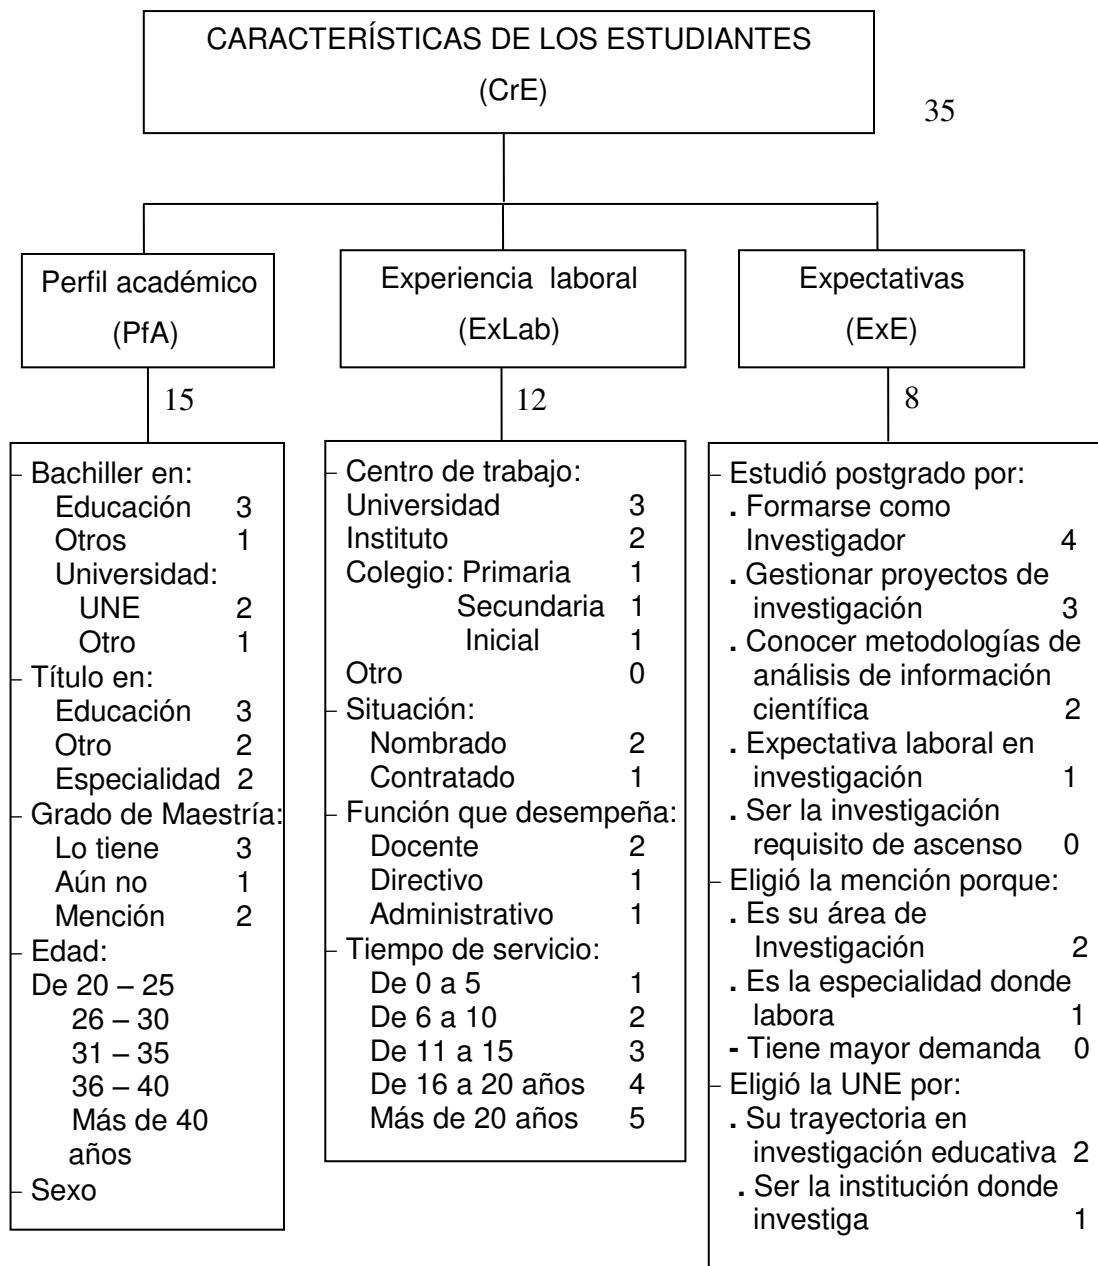 CARACTERÍSTICAS DE LOS ESTUDIANTES
(CrE)
35
Perfil académico
(PfA)
15
– Bachiller en:
Educación 3
Otros 1
Universidad:
UNE 2
Otro 1
– Título en:
Educación 3
Otro 2
Especialidad 2
– Grado de Maestría:
Lo tiene 3
Aún no 1
Mención 2
– Edad:
De 20 – 25
26 – 30
31 – 35
36 – 40
Más de 40
años
– Sexo
Experiencia laboral
(ExLab)
12
– Centro de trabajo:
Universidad 3
Instituto 2
Colegio: Primaria 1
Secundaria 1
Inicial 1
Otro 0
– Situación:
Nombrado 2
Contratado 1
– Función que desempeña:
Docente 2
Directivo 1
Administrativo 1
– Tiempo de servicio:
De 0 a 5 1
De 6 a 10 2
De 11 a 15 3
De 16 a 20 años 4
Más de 20 años 5
Expectativas
(ExE)
8
– Estudió postgrado por:
. Formarse como
Investigador 4
. Gestionar proyectos de
investigación 3
. Conocer metodologías de
análisis de información
científica 2
. Expectativa laboral en
investigación 1
. Ser la investigación
requisito de ascenso 0
– Eligió la mención porque:
. Es su área de
Investigación 2
. Es la especialidad donde
labora 1
- Tiene mayor demanda 0
– Eligió la UNE por:
. Su trayectoria en
investigación educativa 2
. Ser la institución donde
investiga 1